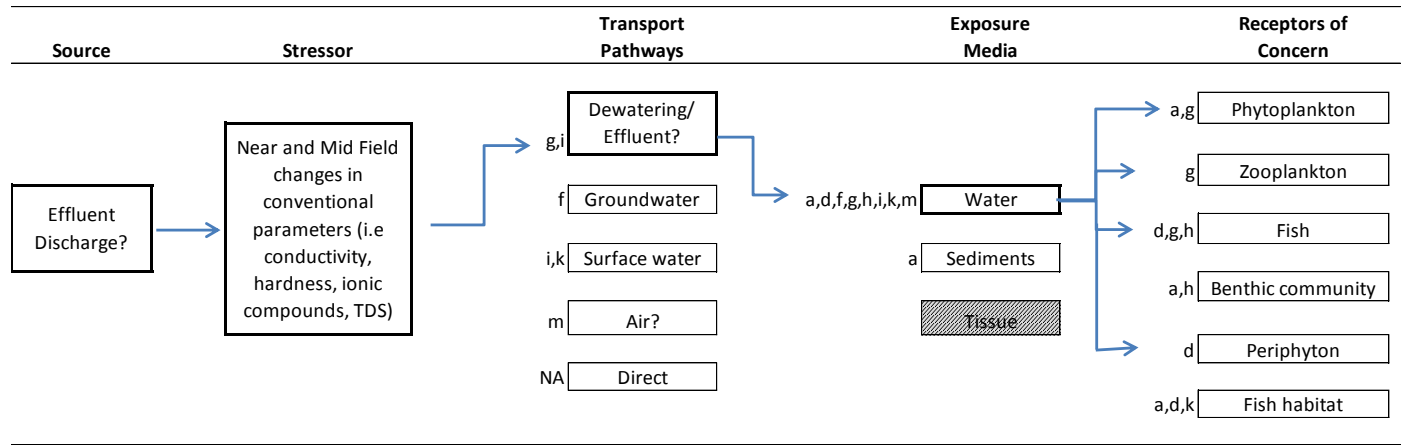 Source
Stressor
Transport
Pathways
Exposure
Media
Receptors of
Concern
Effluent
Discharge?
Near and Mid Field
changes in
conventional
parameters (i.e
conductivity,
hardness, ionic
compounds, TDS)
g,i
Dewatering/
Effluent?
f
Groundwater
i,k
Surface water
m
Air?
NA
Direct
a,d,f,g,h,i,k,m
Water
a
Sediments
Tissue
a,g
Phytoplankton
g
Zooplankton
d,g,h
Fish
a,h
Benthic community
d
Periphyton
a,d,k
Fish habitat